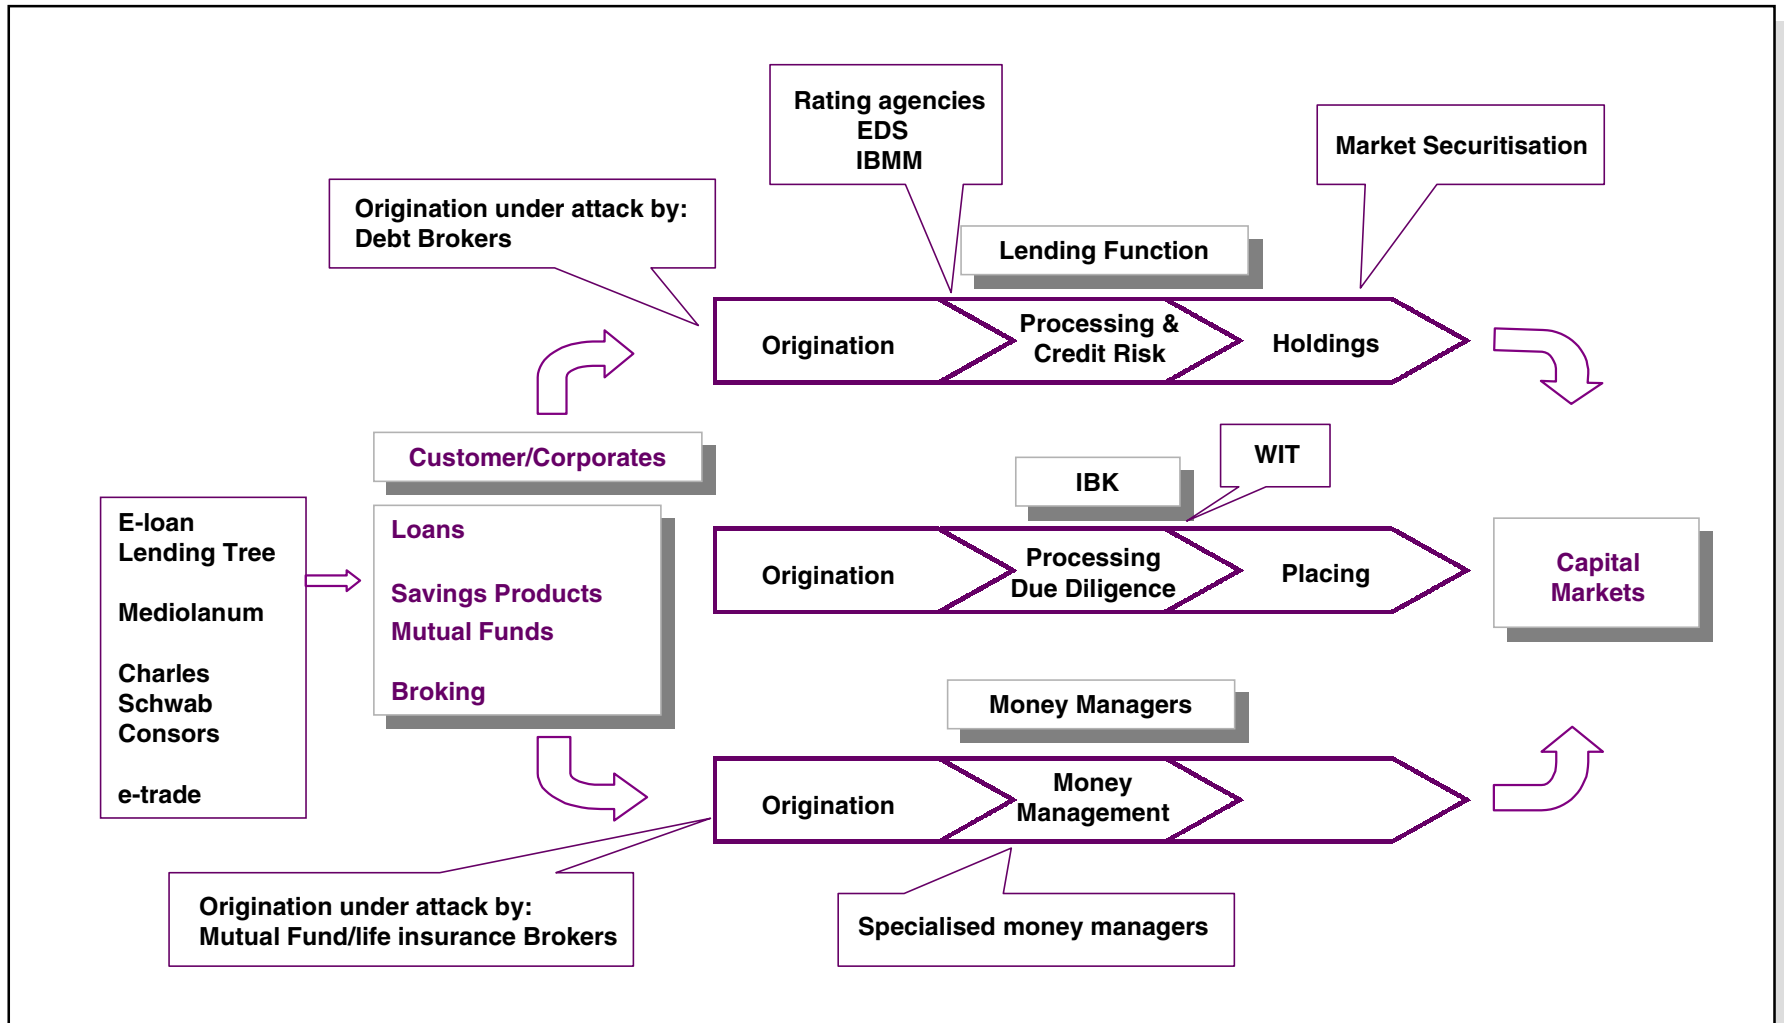 Rating agencies
EDS
IBMM
Market Securitisation
Origination under attack by:
Debt Brokers
Lending Function
Origination
Processing &
Credit Risk
Holdings
Customer/Corporates
IBK
WIT
E-loan
Lending Tree
Mediolanum
Charles
Schwab
Consors
e-trade
Loans
Savings Products
Mutual Funds
Broking
Origination
Processing
Due Diligence
Placing
Capital
Markets
Money Managers
Origination
Money
Management
Origination under attack by:
Mutual Fund/life insurance Brokers
Specialised money managers